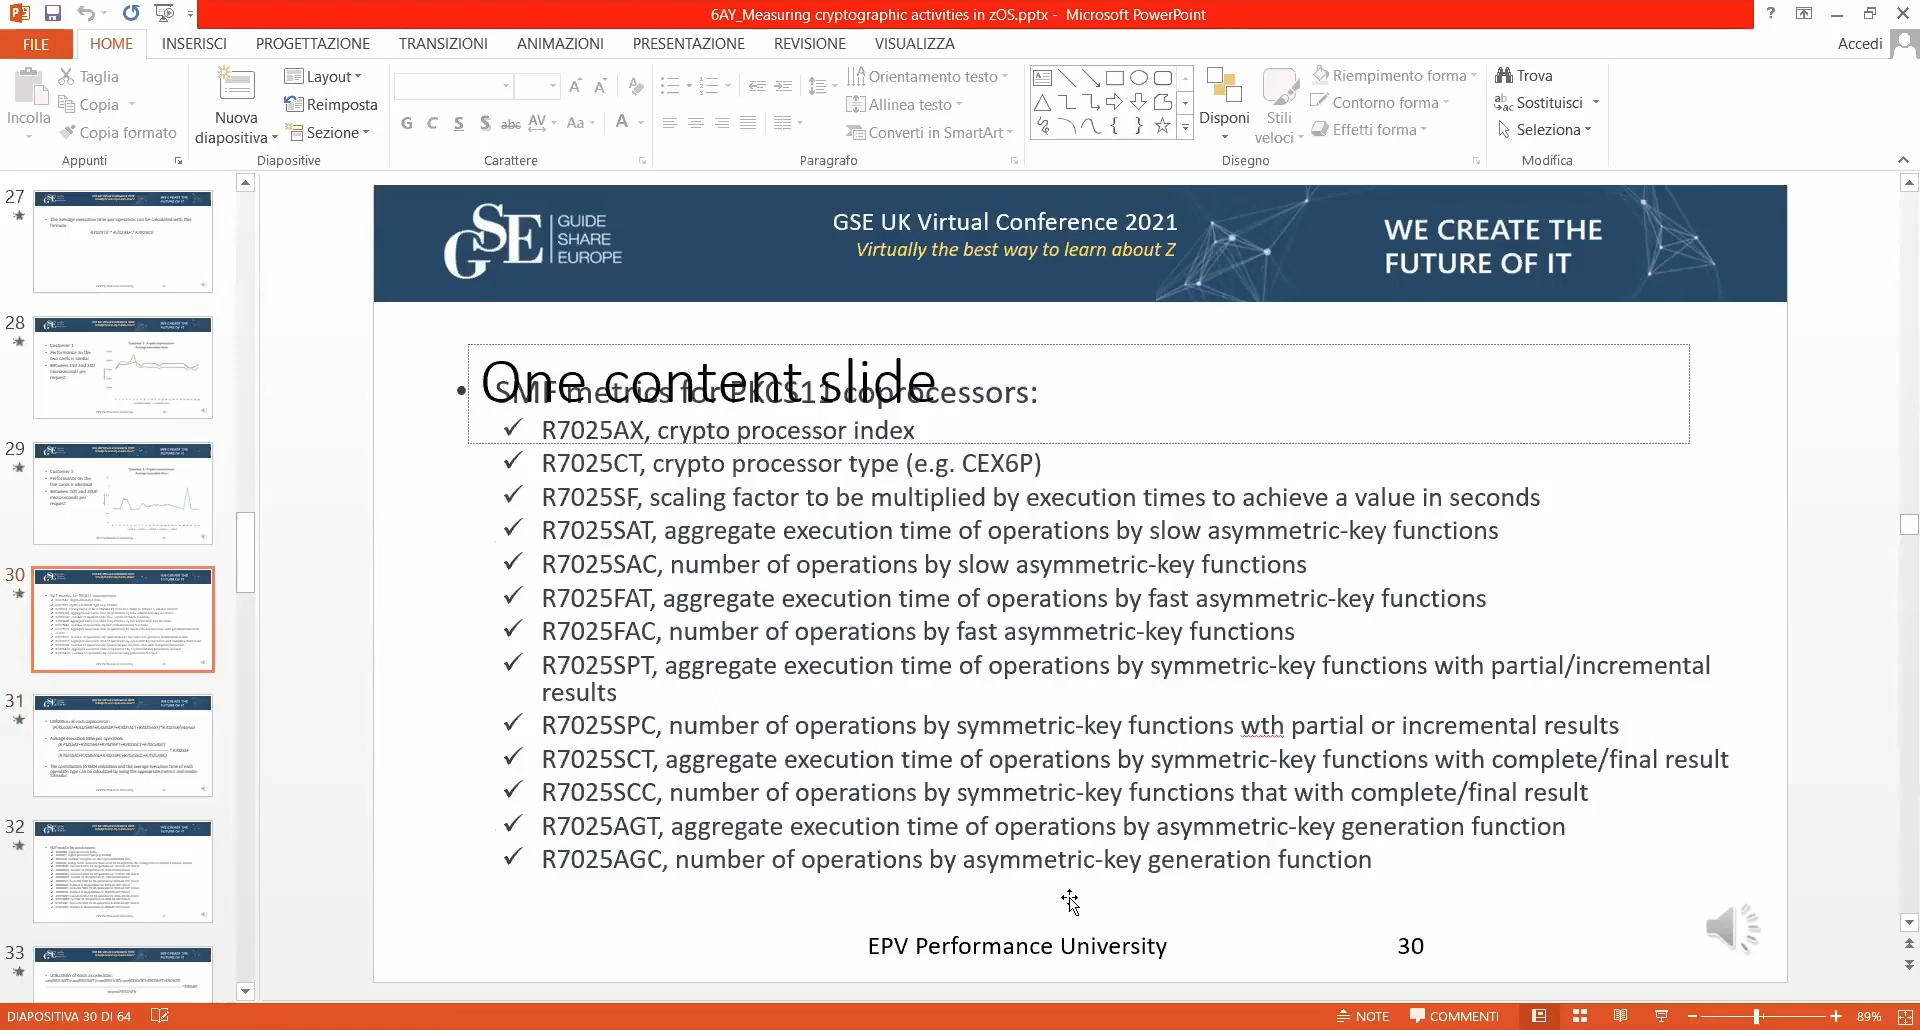 6AY_Measuring cryptographic activities in zOS.pptx - Microsoft PowerPoint
FILE HOME INSERISCI PROGETTAZIONE TRANSIZIONI ANIMAZIONI PRESENTAZIONE REVISIONE VISUALIZZA Accedi
Incolla
Taglia
Copia
Copia formato
Appunti
Nuova
diapositiva
Layout
Reimposta
Sezione
Diapositive
G C S S abc AV Aa A
Carattere
Orientamento testo
Allinea testo
Converti in SmartArt
Paragrafo
Disponi
Stili
veloci
Riempimento forma
Contorno forma
Effetti forma
Disegno
Trova
Sostituisci
Seleziona
Modifica
27
28
29
30
31
32
33
GSE GUIDE
SHARE
EUROPE
GSE UK Virtual Conference 2021
Virtually the best way to learn about Z
WE CREATE THE
FUTURE OF IT
One content slide
• SMF metrics for PKCS11 coprocessors:
✓ R7025AX, crypto processor index
✓ R7025CT, crypto processor type (e.g. CEX6P)
✓ R7025SF, scaling factor to be multiplied by execution times to achieve a value in seconds
✓ R7025SAT, aggregate execution time of operations by slow asymmetric-key functions
✓ R7025SAC, number of operations by slow asymmetric-key functions
✓ R7025FAT, aggregate execution time of operations by fast asymmetric-key functions
✓ R7025FAC, number of operations by fast asymmetric-key functions
✓ R7025SPT, aggregate execution time of operations by symmetric-key functions with partial/incremental
results
✓ R7025SPC, number of operations by symmetric-key functions wth partial or incremental results
✓ R7025SCT, aggregate execution time of operations by symmetric-key functions with complete/final result
✓ R7025SCC, number of operations by symmetric-key functions that with complete/final result
✓ R7025AGT, aggregate execution time of operations by asymmetric-key generation function
✓ R7025AGC, number of operations by asymmetric-key generation function
EPV Performance University 30
DIAPOSITIVA 30 DI 64 NOTE COMMENTI 89%